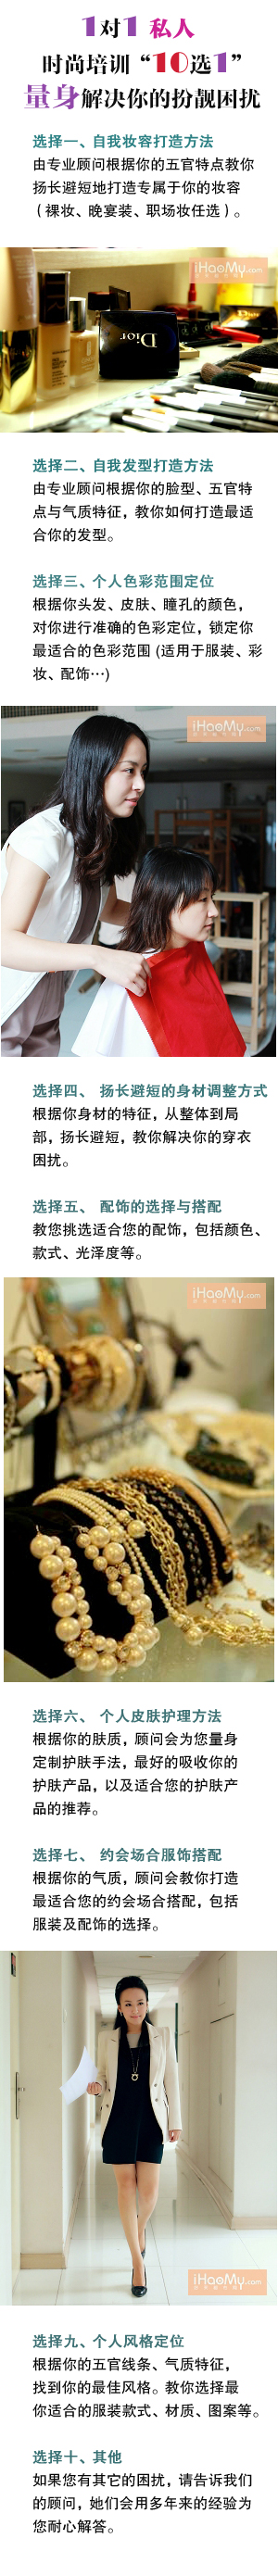 1对1 私人
时尚培训“10选1”
量身解决你的扮靓困扰
选择一、自我妆容打造方法
由专业顾问根据你的五官特点教你
扬长避短地打造专属于你的妆容
（裸妆、晚宴装、职场妆任选）。
iHaoMy.com
Dior
选择二、自我发型打造方法
由专业顾问根据你的脸型、五官特
点与气质特征，教你如何打造最适
合你的发型。
选择三、个人色彩范围定位
根据你头发、皮肤、瞳孔的颜色，
对你进行准确的色彩定位，锁定你
最适合的色彩范围 (适用于服装、彩
妆、配饰…)
iHaoMy.com
选择四、 扬长避短的身材调整方式
根据你身材的特征，从整体到局
部，扬长避短，教你解决你的穿衣
困扰。
选择五、 配饰的选择与搭配
教您挑选适合您的配饰，包括颜色、
款式、光泽度等。
iHaoMy.com
选择六、 个人皮肤护理方法
根据你的肤质，顾问会为您量身
定制护肤手法，最好的吸收你的
护肤产品，以及适合您的护肤产
品的推荐。
选择七、 约会场合服饰搭配
根据你的气质，顾问会教你打造
最适合您的约会场合搭配，包括
服装及配饰的选择。
iHaoMy.com
选择九、个人风格定位
根据你的五官线条、气质特征，
找到你的最佳风格。教你选择最
你适合的服装款式、材质、图案等。
选择十、其他
如果您有其它的困扰，请告诉我们
的顾问，她们会用多年来的经验为
您耐心解答。